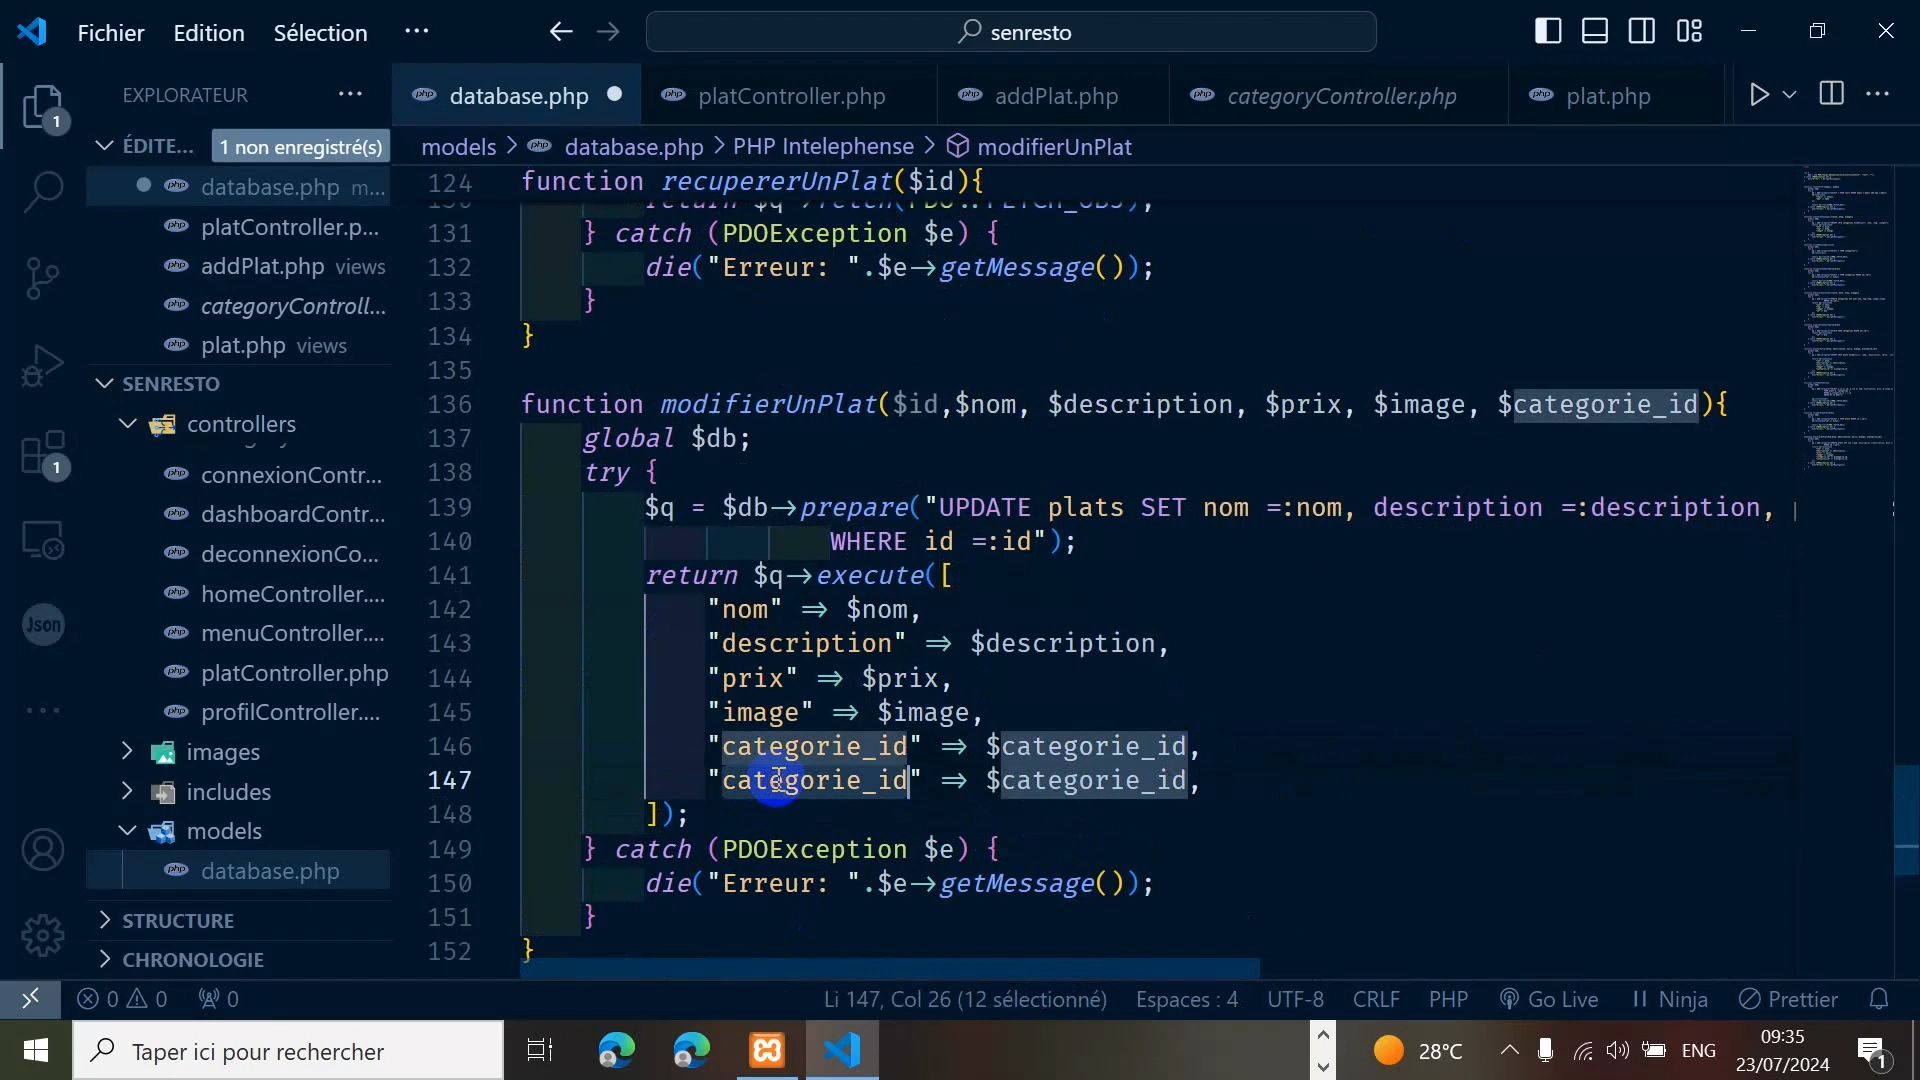 Fichier Edition Sélection ··· senresto
EXPLORATEUR ···
database.php platController.php addPlat.php categoryController.php plat.php
ÉDITE... 1 non enregistré(s)
models > database.php > PHP Intelephense > modifierUnPlat
database.php m...
platController.p...
addPlat.php views
categoryControll...
plat.php views
SENRESTO
controllers
connexionContr...
dashboardContr...
deconnexionCo...
homeController....
menuController....
platController.php
profilController....
images
includes
models
database.php
STRUCTURE
CHRONOLOGIE
1
1
Json
124 function recupererUnPlat($id){
131 } catch (PDOException $e) {
132 die("Erreur: ".$e->getMessage());
133 }
134 }
135
136 function modifierUnPlat($id,$nom, $description, $prix, $image, $categorie_id){
137 global $db;
138 try {
139 $q = $db->prepare("UPDATE plats SET nom =:nom, description =:description,
140 WHERE id =:id");
141 return $q->execute([
142 "nom" => $nom,
143 "description" => $description,
144 "prix" => $prix,
145 "image" => $image,
146 "categorie_id" => $categorie_id,
147 "categorie_id" => $categorie_id,
148 ]);
149 } catch (PDOException $e) {
150 die("Erreur: ".$e->getMessage());
151 }
152 }
0 0 0 Li 147, Col 26 (12 sélectionné) Espaces : 4 UTF-8 CRLF PHP Go Live Ninja Prettier
Taper ici pour rechercher 28°C ENG 09:35
23/07/2024 1